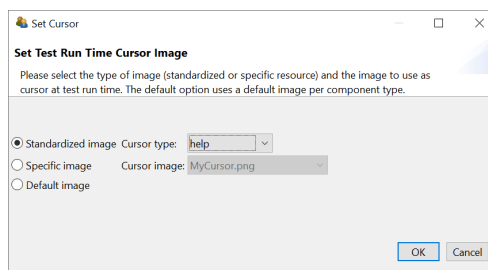 Set Cursor
Set Test Run Time Cursor Image
Please select the type of image (standardized or specific resource) and the image to use as
cursor at test run time. The default option uses a default image per component type.
Standardized image Cursor type: help
Specific image Cursor image: MyCursor.png
Default image
OK Cancel